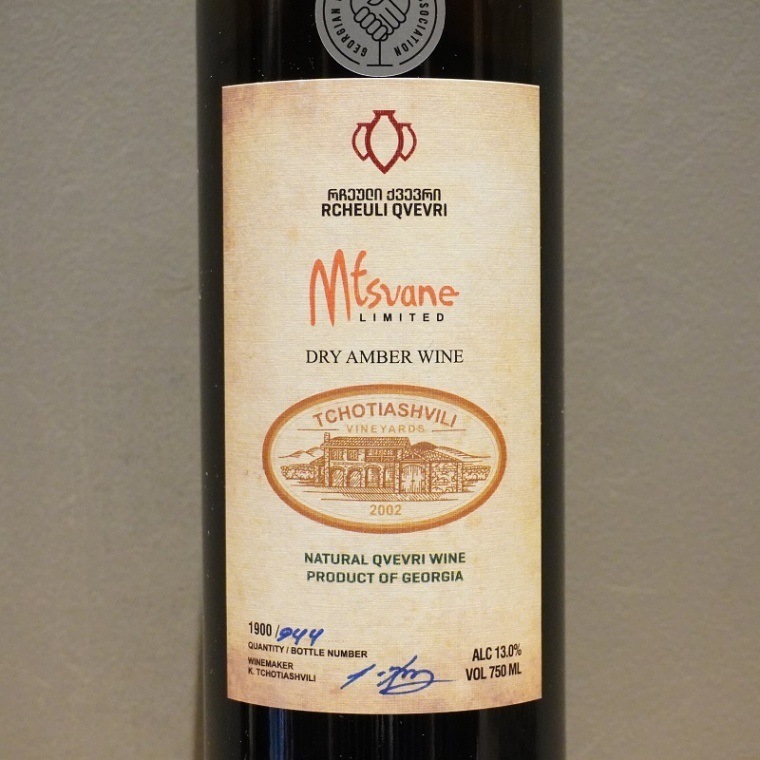 GEORGIAN
ASSOCIATION
რჩეული ქვევრი
RCHEULI QVEVRI
Mtsvane
LIMITED
DRY AMBER WINE
TCHOTIASHVILI
VINEYARDS
2002
NATURAL QVEVRI WINE
PRODUCT OF GEORGIA
1900/944
QUANTITY / BOTTLE NUMBER
WINEMAKER
K. TCHOTIASHVILI
ALC 13.0%
VOL 750 ML